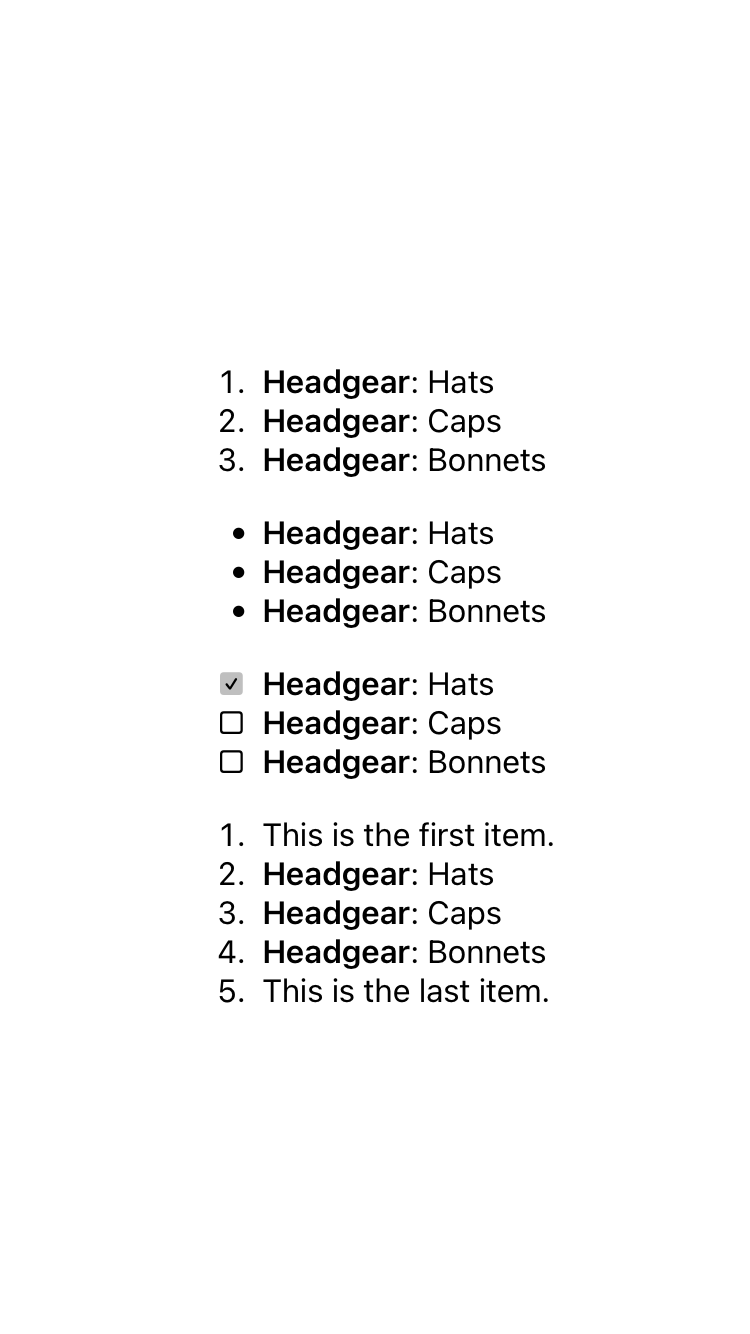 1. Headgear: Hats
2. Headgear: Caps
3. Headgear: Bonnets
• Headgear: Hats
• Headgear: Caps
• Headgear: Bonnets
☑ Headgear: Hats
☐ Headgear: Caps
☐ Headgear: Bonnets
1. This is the first item.
2. Headgear: Hats
3. Headgear: Caps
4. Headgear: Bonnets
5. This is the last item.